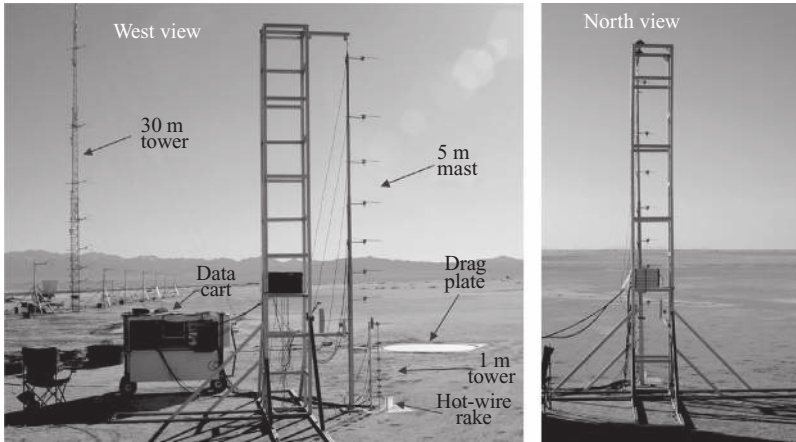 West view
North view
30 m
tower
5 m
mast
Data
cart
Drag
plate
1 m
tower
Hot-wire
rake